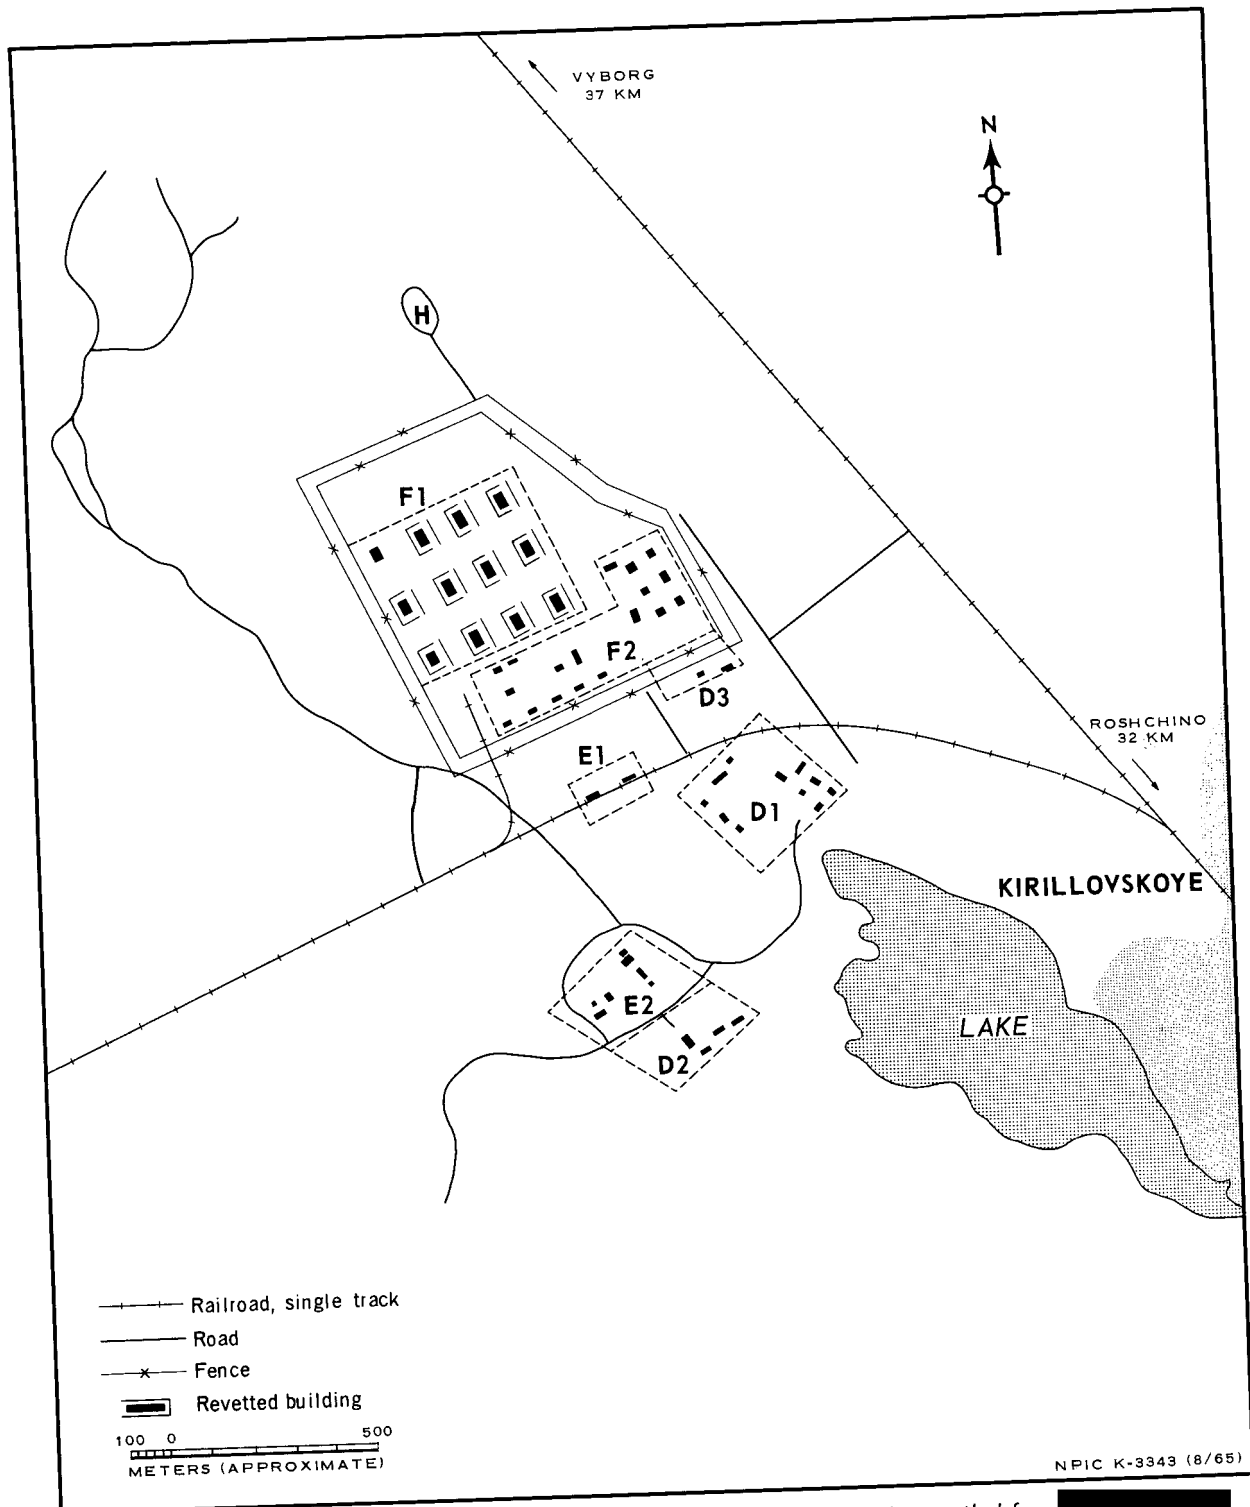 VYBORG
37 KM
N
H
F1
F2
D3
E1
D1
ROSHCHINO
32 KM
KIRILLOVSKOYE
E2
LAKE
D2
Railroad, single track
Road
Fence
Revetted building
100 0 500
METERS (APPROXIMATE)
NPIC K-3343 (8/65)